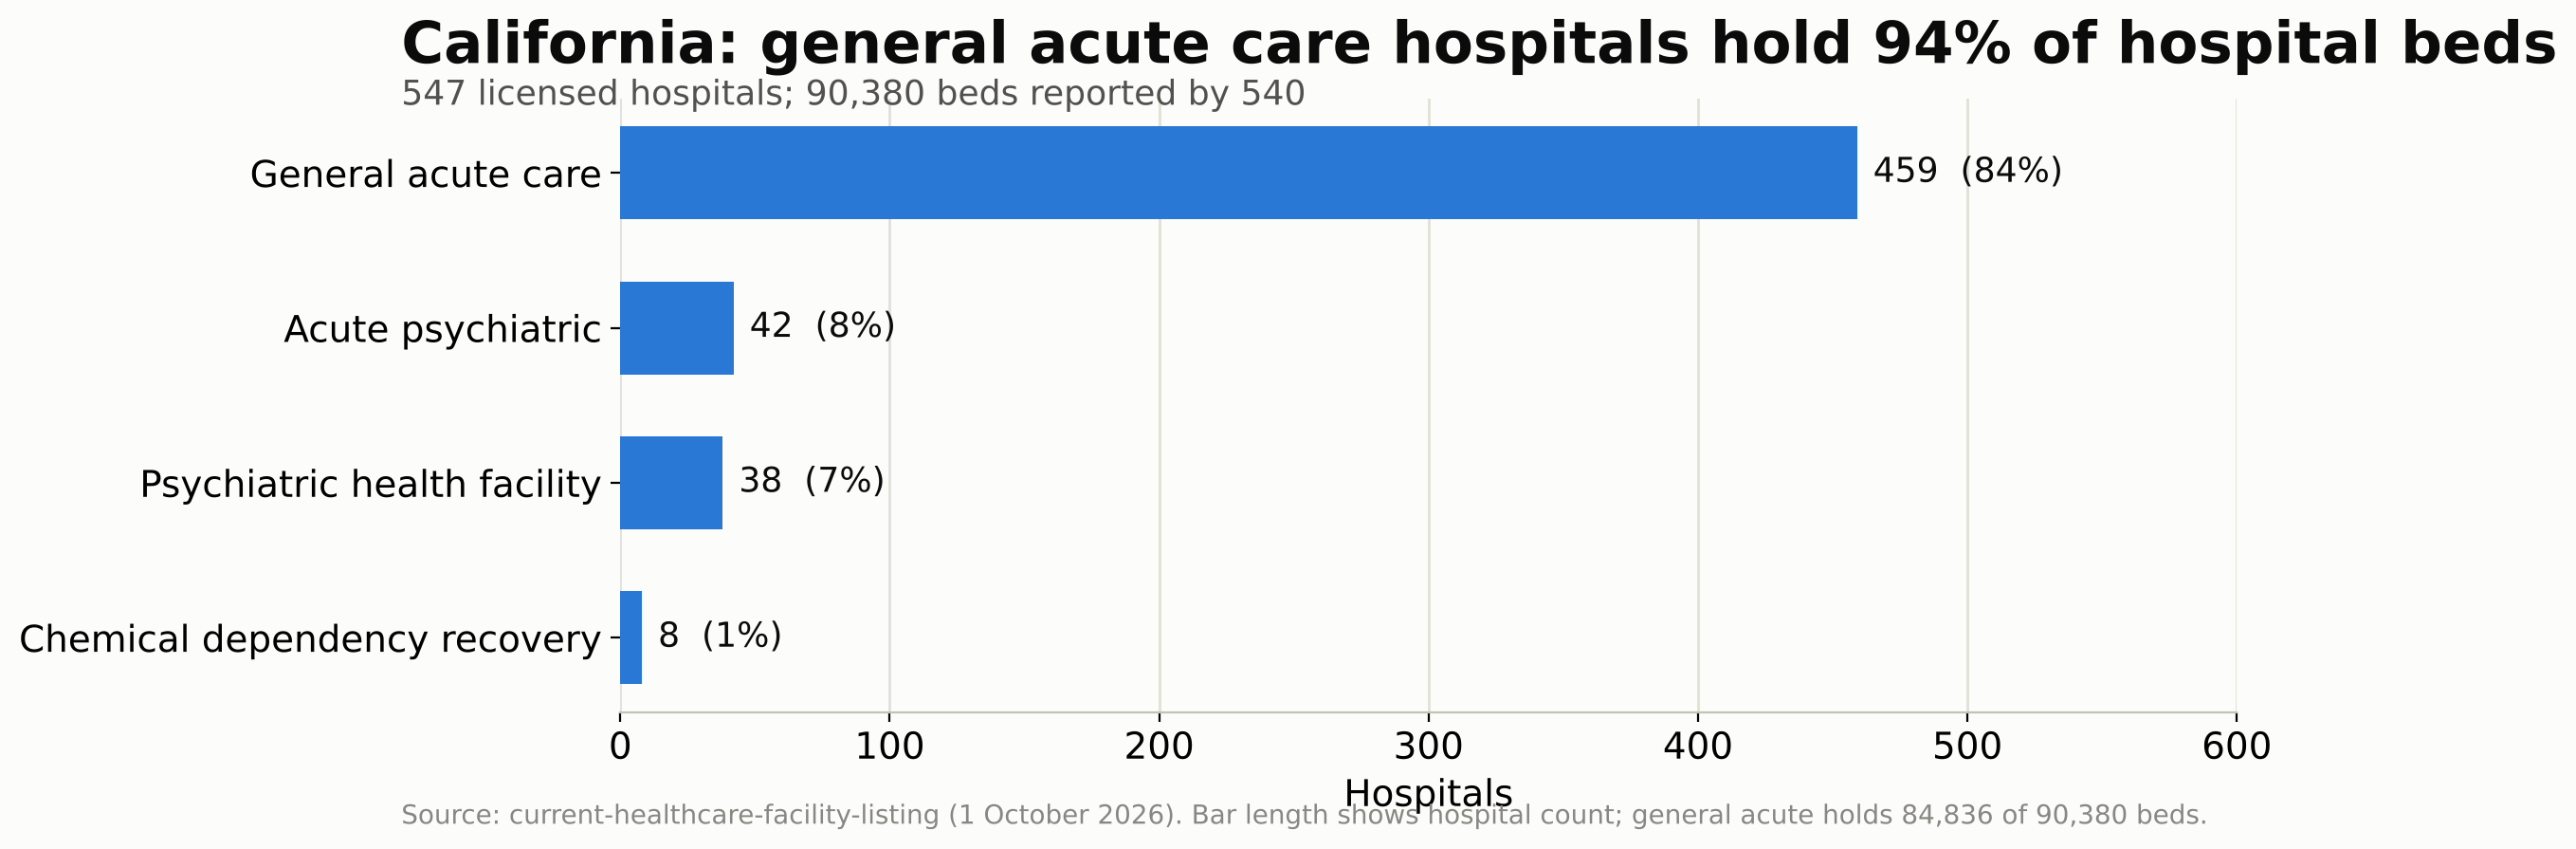 California: general acute care hospitals hold 94% of hospital beds
547 licensed hospitals; 90,380 beds reported by 540
General acute care
459 (84%)
Acute psychiatric
42 (8%)
Psychiatric health facility
38 (7%)
Chemical dependency recovery
8 (1%)
0 100 200 300 400 500 600
Hospitals
Source: current-healthcare-facility-listing (1 October 2026). Bar length shows hospital count; general acute holds 84,836 of 90,380 beds.